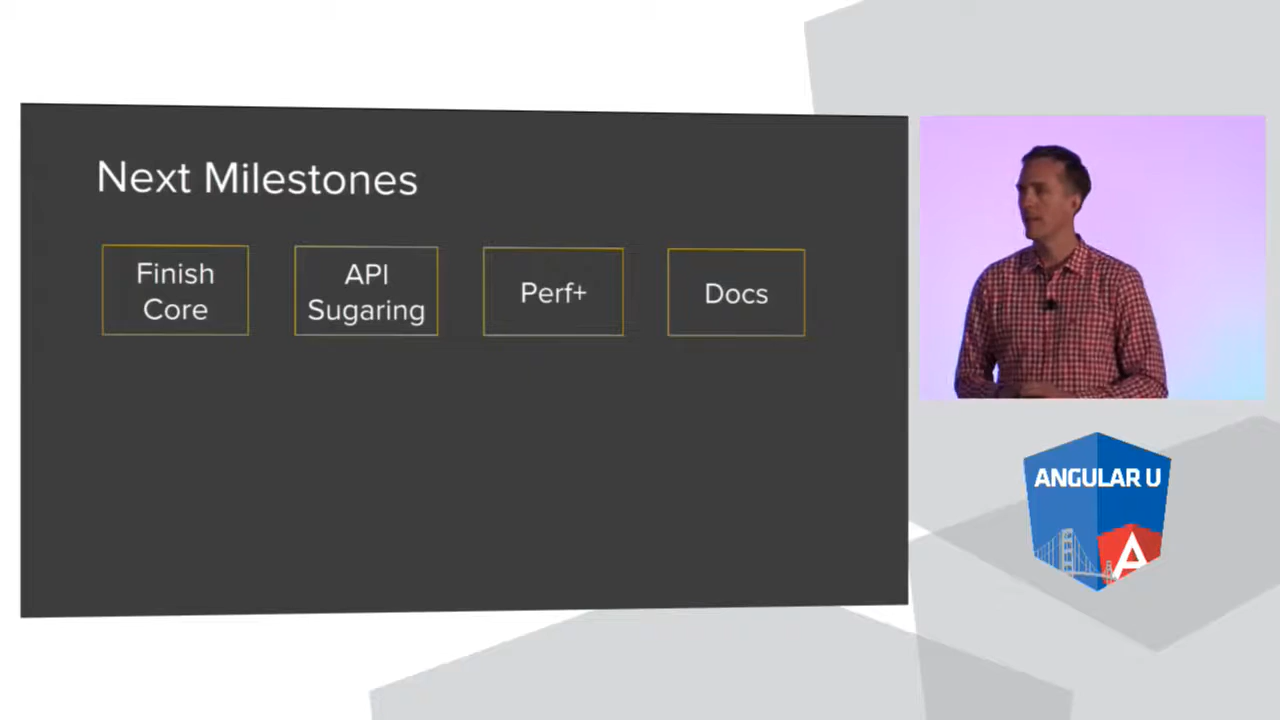 Next Milestones
Finish
Core
API
Sugaring
Perf+
Docs
ANGULAR U
A